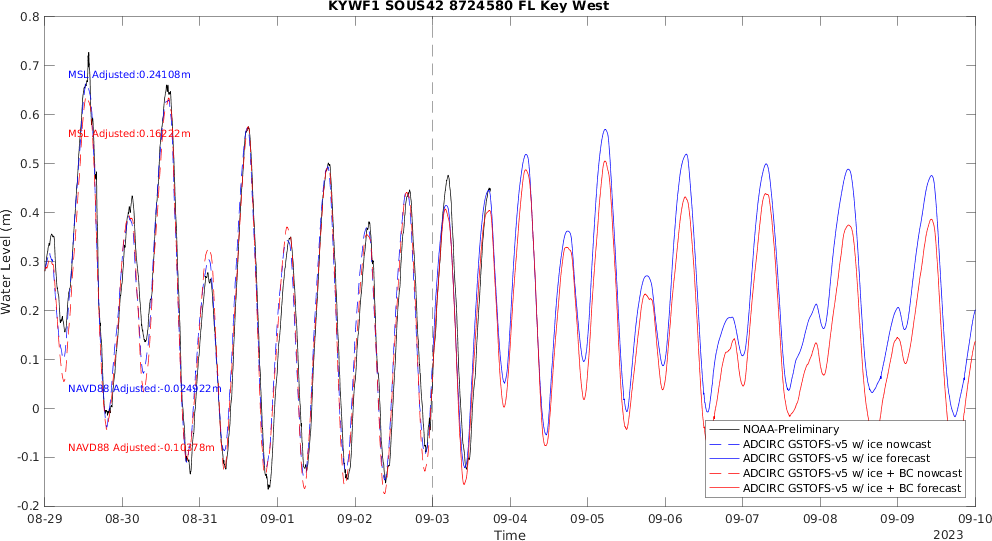 KYWF1 SOUS42 8724580 FL Key West
0.8
0.7
0.6
0.5
0.4
0.3
0.2
0.1
0
-0.1
-0.2
Water Level (m)
MSL Adjusted:0.24108m
MSL Adjusted:0.16222m
NAVD88 Adjusted:-0.024922m
NAVD88 Adjusted:-0.10378m
NOAA-Preliminary
ADCIRC GSTOFS-v5 w/ ice nowcast
ADCIRC GSTOFS-v5 w/ ice forecast
ADCIRC GSTOFS-v5 w/ ice + BC nowcast
ADCIRC GSTOFS-v5 w/ ice + BC forecast
08-29 08-30 08-31 09-01 09-02 09-03 09-04 09-05 09-06 09-07 09-08 09-09 09-10
Time
2023